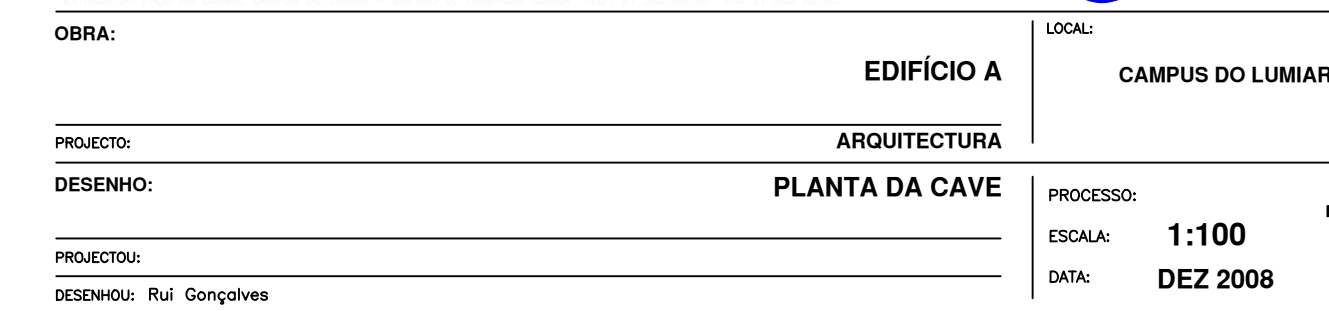 OBRA:
EDIFÍCIO A
LOCAL:
CAMPUS DO LUMIAR
PROJECTO:
ARQUITECTURA
DESENHO:
PLANTA DA CAVE
PROCESSO:
ESCALA: 1:100
PROJECTOU:
DATA: DEZ 2008
DESENHOU: Rui Gonçalves